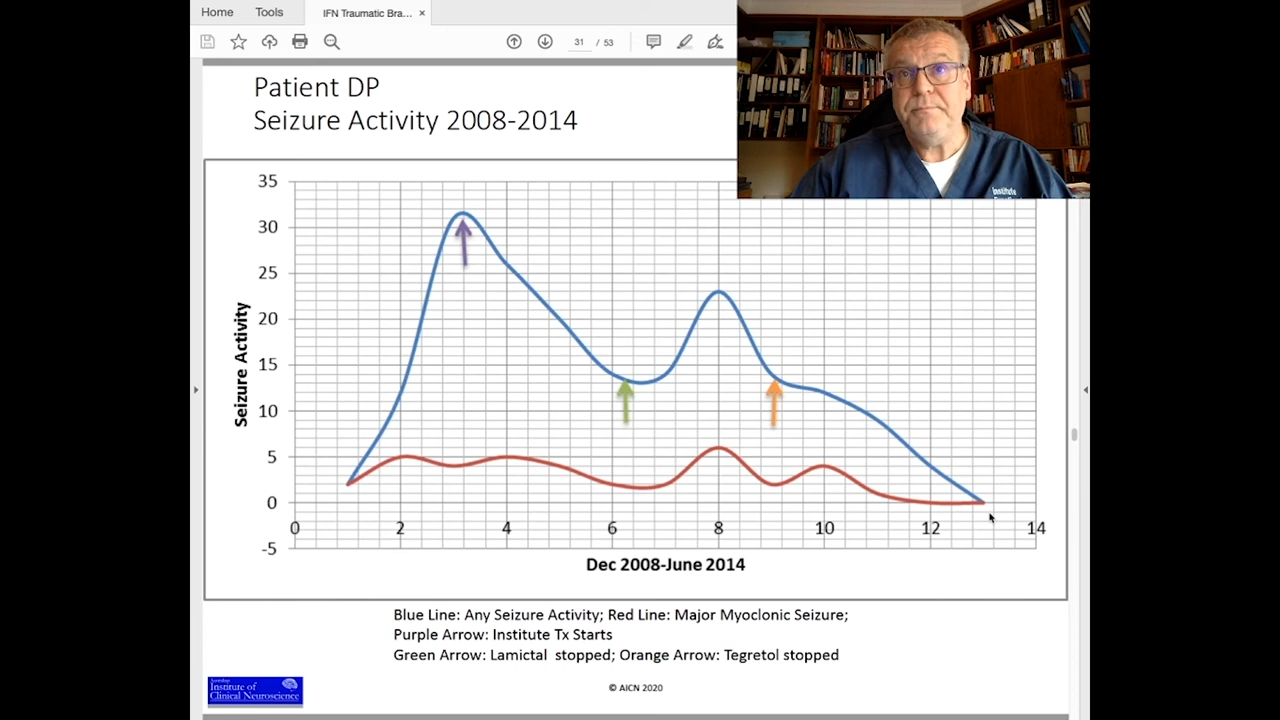 Home
Tools
IFN Traumatic Bra... ×
31 / 53
Patient DP
Seizure Activity 2008-2014
35
30
25
20
15
10
5
0
-5
Seizure Activity
0 2 4 6 8 10 12 14
Dec 2008-June 2014
Blue Line: Any Seizure Activity; Red Line: Major Myoclonic Seizure;
Purple Arrow: Institute Tx Starts
Green Arrow: Lamictal stopped; Orange Arrow: Tegretol stopped
Institute of
Clinical Neuroscience
© AICN 2020
Institute